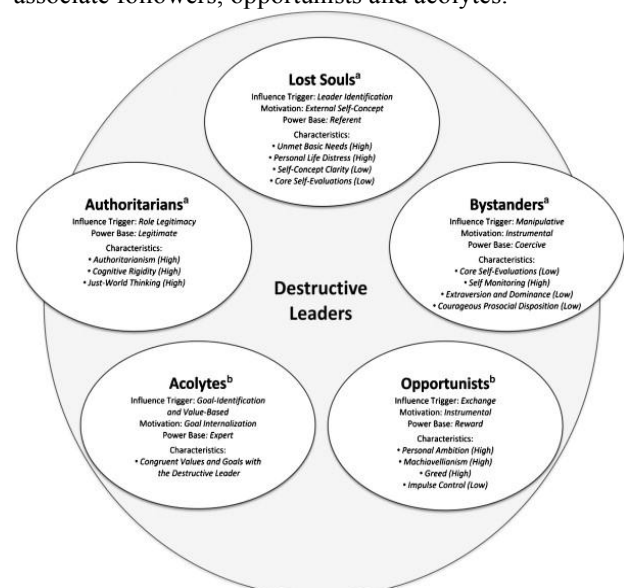 associate followers, opportunists and acolytes.
Lost Souls^a
Influence Trigger: Leader Identification
Motivation: External Self-Concept
Power Base: Referent
Characteristics:
• Unmet Basic Needs (High)
• Personal Life Distress (High)
• Self-Concept Clarity (Low)
• Core Self-Evaluations (Low)
Authoritarians^a
Influence Trigger: Role Legitimacy
Power Base: Legitimate
Characteristics:
• Authoritarianism (High)
• Cognitive Rigidity (High)
• Just-World Thinking (High)
Bystanders^a
Influence Trigger: Manipulative
Motivation: Instrumental
Power Base: Coercive
Characteristics:
• Core Self-Evaluations (Low)
• Self Monitoring (High)
• Extraversion and Dominance (Low)
• Courageous Prosocial Disposition (Low)
Destructive
Leaders
Acolytes^b
Influence Trigger: Goal-Identification
and Value-Based
Motivation: Goal Internalization
Power Base: Expert
Characteristics:
• Congruent Values and Goals with
the Destructive Leader
Opportunists^b
Influence Trigger: Exchange
Motivation: Instrumental
Power Base: Reward
Characteristics:
• Personal Ambition (High)
• Machiavellianism (High)
• Greed (High)
• Impulse Control (Low)